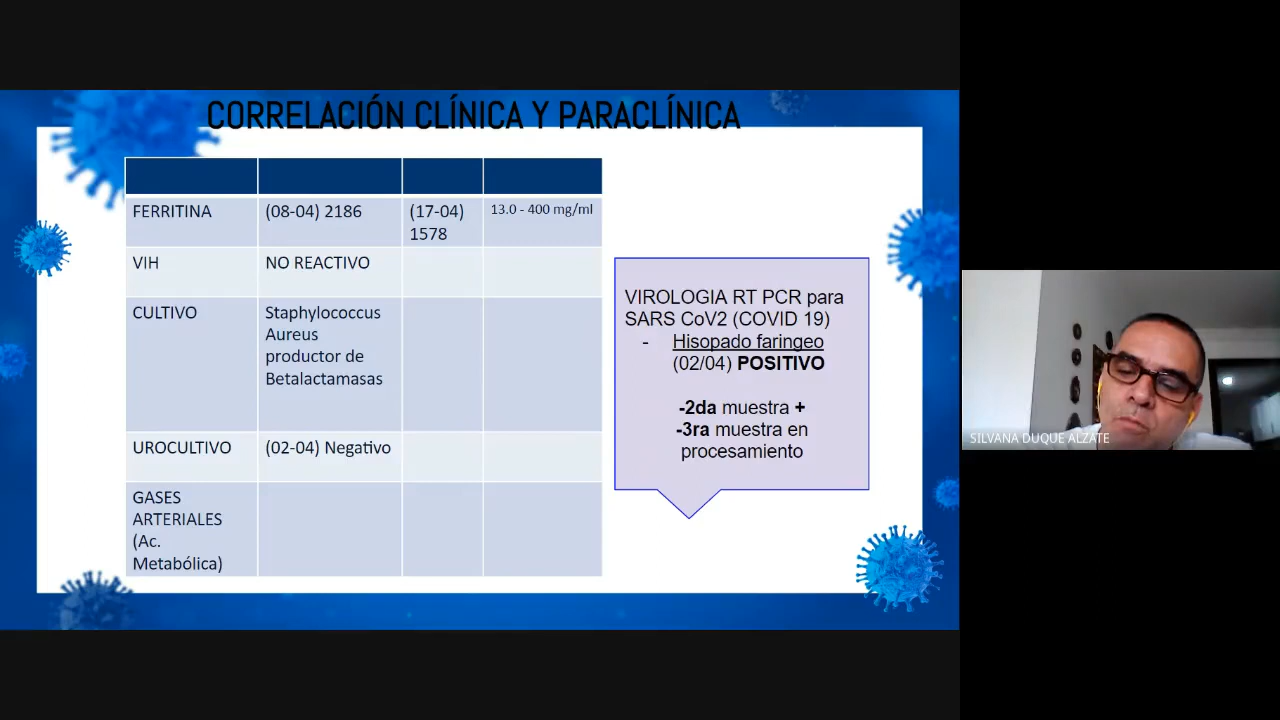 CORRELACIÓN CLÍNICA Y PARACLÍNICA
FERRITINA
(08-04) 2186
(17-04)
1578
13.0 - 400 mg/ml
VIH
NO REACTIVO
CULTIVO
Staphylococcus
Aureus
productor de
Betalactamasas
UROCULTIVO
(02-04) Negativo
GASES
ARTERIALES
(Ac.
Metabólica)
VIROLOGIA RT PCR para
SARS CoV2 (COVID 19)
- Hisopado faringeo
(02/04) POSITIVO
-2da muestra +
-3ra muestra en
procesamiento
SILVANA DUQUE ALZATE